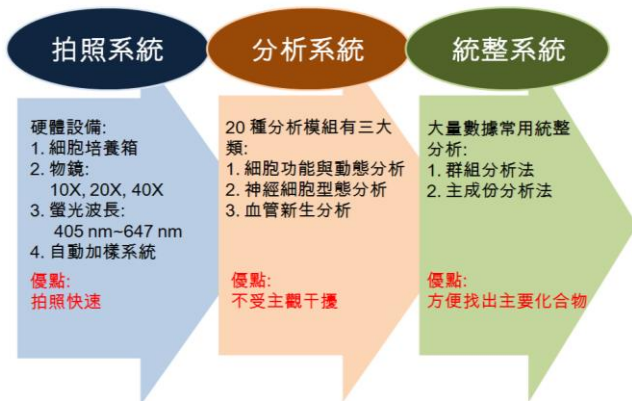 拍照系統
硬體設備:
1. 細胞培養箱
2. 物鏡:
10X, 20X, 40X
3. 螢光波長:
405 nm~647 nm
4. 自動加樣系統
優點:
拍照快速
分析系統
20 種分析模組有三大
類:
1. 細胞功能與動態分析
2. 神經細胞型態分析
3. 血管新生分析
優點:
不受主觀干擾
統整系統
大量數據常用統整
分析:
1. 群組分析法
2. 主成份分析法
優點:
方便找出主要化合物